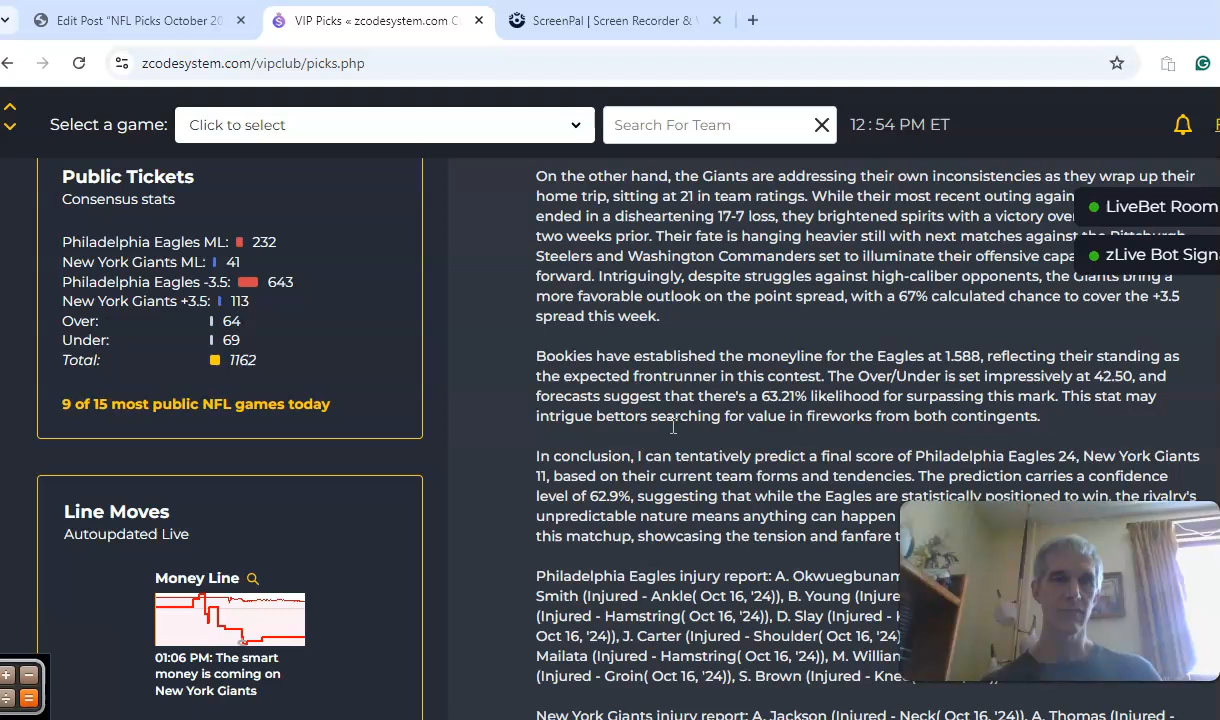 Edit Post “NFL Picks October 20
VIP Picks « zcodesystem.com C
ScreenPal | Screen Recorder &
zcodesystem.com/vipclub/picks.php
Select a game:
Click to select
Search For Team
12 : 54 PM ET
Public Tickets
Consensus stats
Philadelphia Eagles ML: 232
New York Giants ML: 41
Philadelphia Eagles -3.5: 643
New York Giants +3.5: 113
Over: 64
Under: 69
Total: 1162
9 of 15 most public NFL games today
Line Moves
Autoupdated Live
Money Line
01:06 PM: The smart
money is coming on
New York Giants
On the other hand, the Giants are addressing their own inconsistencies as they wrap up their
home trip, sitting at 21 in team ratings. While their most recent outing again
ended in a disheartening 17-7 loss, they brightened spirits with a victory over
two weeks prior. Their fate is hanging heavier still with next matches against the Pittsburgh
Steelers and Washington Commanders set to illuminate their offensive capa
forward. Intriguingly, despite struggles against high-caliber opponents, the Giants bring a
more favorable outlook on the point spread, with a 67% calculated chance to cover the +3.5
spread this week.
Bookies have established the moneyline for the Eagles at 1.588, reflecting their standing as
the expected frontrunner in this contest. The Over/Under is set impressively at 42.50, and
forecasts suggest that there's a 63.21% likelihood for surpassing this mark. This stat may
intrigue bettors searching for value in fireworks from both contingents.
In conclusion, I can tentatively predict a final score of Philadelphia Eagles 24, New York Giants
11, based on their current team forms and tendencies. The prediction carries a confidence
level of 62.9%, suggesting that while the Eagles are statistically positioned to win, the rivalry's
unpredictable nature means anything can happen
this matchup, showcasing the tension and fanfare t
Philadelphia Eagles injury report: A. Okwuegbunam
Smith (Injured - Ankle( Oct 16, '24)), B. Young (Injure
(Injured - Hamstring( Oct 16, '24)), D. Slay (Injured -
Oct 16, '24)), J. Carter (Injured - Shoulder( Oct 16, '24)
Mailata (Injured - Hamstring( Oct 16, '24)), M. William
(Injured - Groin( Oct 16, '24)), S. Brown (Injured - Knee
New York Giants injury report: A. Jackson (Injured - Neck( Oct 16, '24)), A. Thomas (Injured -
LiveBet Room
zLive Bot Signa